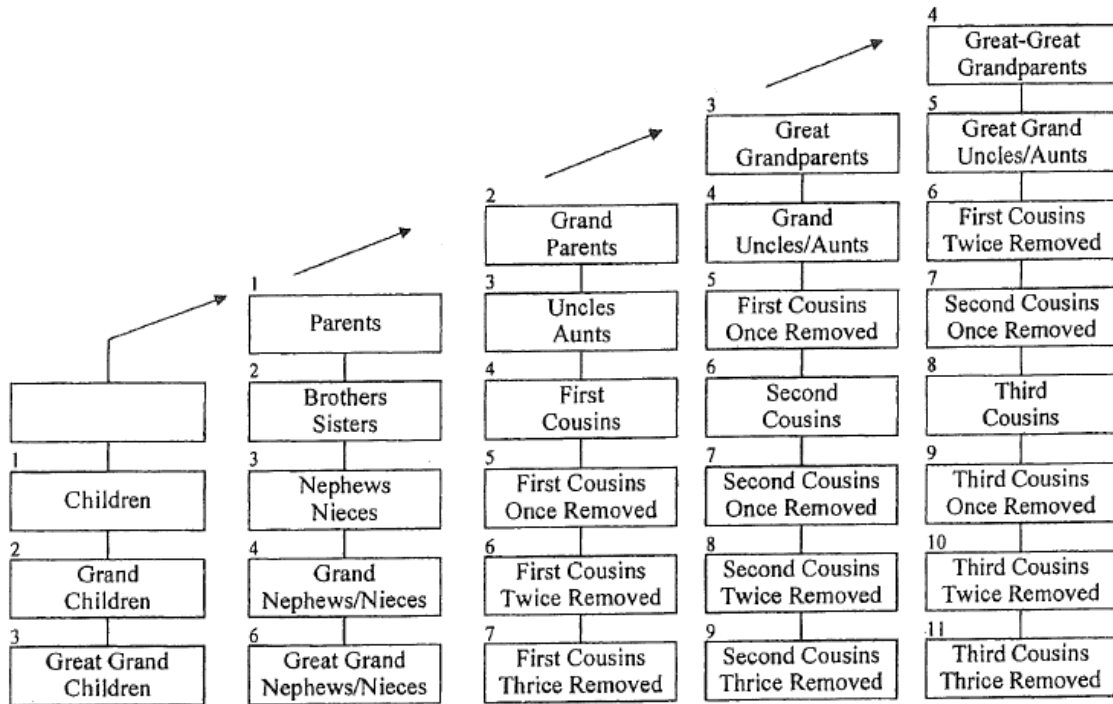 1
Children
2
Grand
Children
3
Great Grand
Children
1
Parents
2
Brothers
Sisters
3
Nephews
Nieces
4
Grand
Nephews/Nieces
6
Great Grand
Nephews/Nieces
2
Grand
Parents
3
Uncles
Aunts
4
First
Cousins
5
First Cousins
Once Removed
6
First Cousins
Twice Removed
7
First Cousins
Thrice Removed
3
Great
Grandparents
4
Grand
Uncles/Aunts
5
First Cousins
Once Removed
6
Second
Cousins
7
Second Cousins
Once Removed
8
Second Cousins
Twice Removed
9
Second Cousins
Thrice Removed
4
Great-Great
Grandparents
5
Great Grand
Uncles/Aunts
6
First Cousins
Twice Removed
7
Second Cousins
Once Removed
8
Third
Cousins
9
Third Cousins
Once Removed
10
Third Cousins
Twice Removed
11
Third Cousins
Thrice Removed